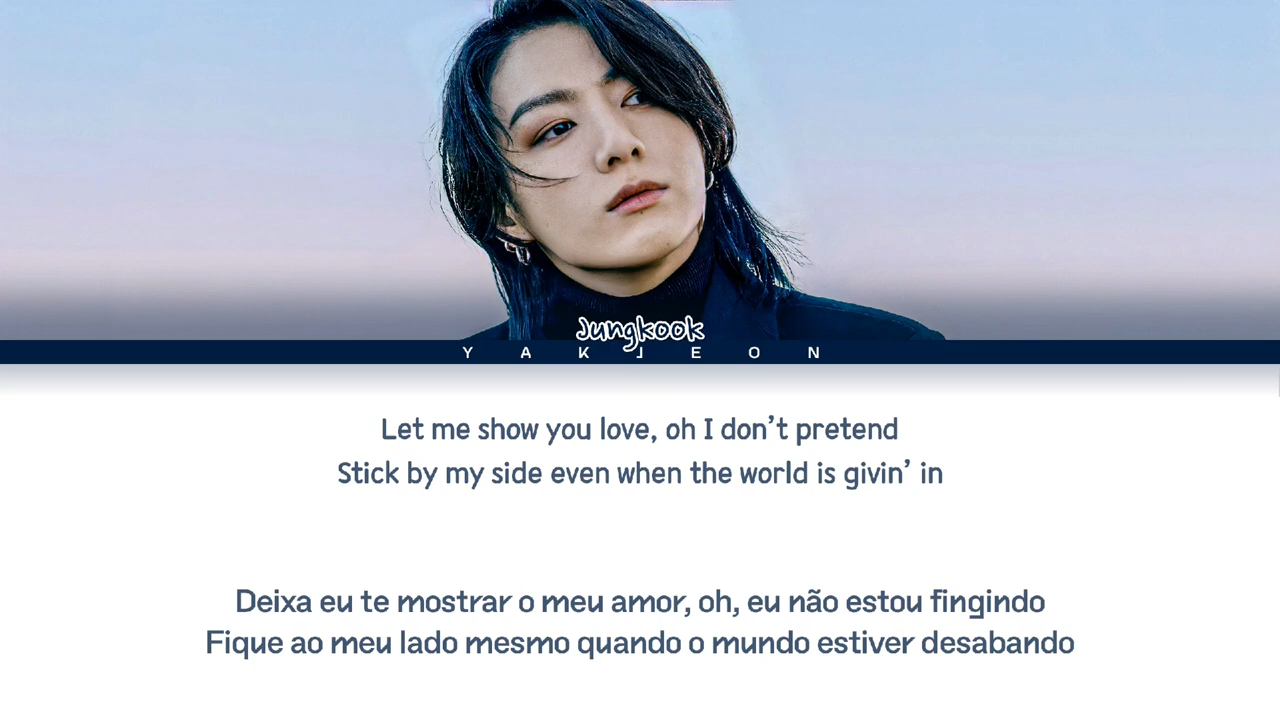 Jungkook
YAKJEON
Let me show you love, oh I don’t pretend
Stick by my side even when the world is givin’ in
Deixa eu te mostrar o meu amor, oh, eu não estou fingindo
Fique ao meu lado mesmo quando o mundo estiver desabando